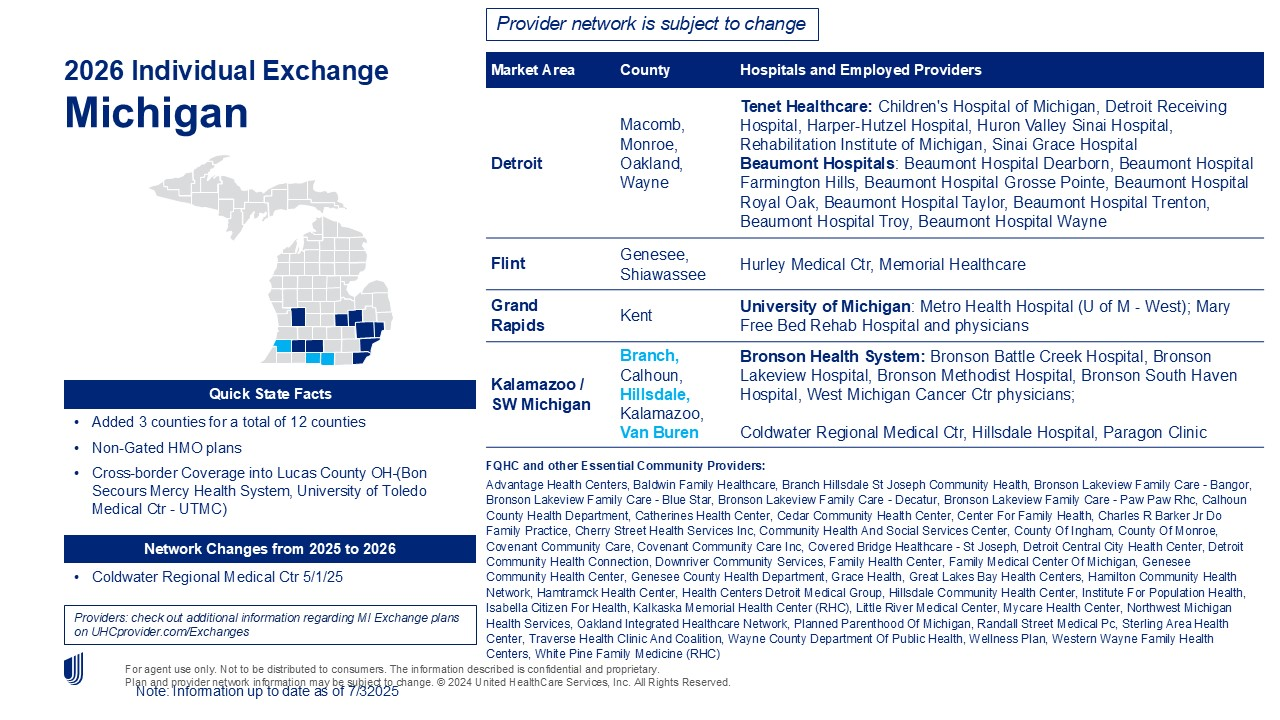 Provider network is subject to change
2026 Individual Exchange
Michigan
Quick State Facts
• Added 3 counties for a total of 12 counties
• Non-Gated HMO plans
• Cross-border Coverage into Lucas County OH-(Bon
Secours Mercy Health System, University of Toledo
Medical Ctr - UTMC)
Network Changes from 2025 to 2026
• Coldwater Regional Medical Ctr 5/1/25
Providers: check out additional information regarding MI Exchange plans
on UHCprovider.com/Exchanges
Market Area County Hospitals and Employed Providers
Detroit
Macomb,
Monroe,
Oakland,
Wayne
Tenet Healthcare: Children's Hospital of Michigan, Detroit Receiving
Hospital, Harper-Hutzel Hospital, Huron Valley Sinai Hospital,
Rehabilitation Institute of Michigan, Sinai Grace Hospital
Beaumont Hospitals: Beaumont Hospital Dearborn, Beaumont Hospital
Farmington Hills, Beaumont Hospital Grosse Pointe, Beaumont Hospital
Royal Oak, Beaumont Hospital Taylor, Beaumont Hospital Trenton,
Beaumont Hospital Troy, Beaumont Hospital Wayne
Flint
Genesee,
Shiawassee
Hurley Medical Ctr, Memorial Healthcare
Grand
Rapids
Kent
University of Michigan: Metro Health Hospital (U of M - West); Mary
Free Bed Rehab Hospital and physicians
Kalamazoo /
SW Michigan
Branch,
Calhoun,
Hillsdale,
Kalamazoo,
Van Buren
Bronson Health System: Bronson Battle Creek Hospital, Bronson
Lakeview Hospital, Bronson Methodist Hospital, Bronson South Haven
Hospital, West Michigan Cancer Ctr physicians;
Coldwater Regional Medical Ctr, Hillsdale Hospital, Paragon Clinic
FQHC and other Essential Community Providers:
Advantage Health Centers, Baldwin Family Healthcare, Branch Hillsdale St Joseph Community Health, Bronson Lakeview Family Care - Bangor,
Bronson Lakeview Family Care - Blue Star, Bronson Lakeview Family Care - Decatur, Bronson Lakeview Family Care - Paw Paw Rhc, Calhoun
County Health Department, Catherines Health Center, Cedar Community Health Center, Center For Family Health, Charles R Barker Jr Do
Family Practice, Cherry Street Health Services Inc, Community Health And Social Services Center, County Of Ingham, County Of Monroe,
Covenant Community Care, Covenant Community Care Inc, Covered Bridge Healthcare - St Joseph, Detroit Central City Health Center, Detroit
Community Health Connection, Downriver Community Services, Family Health Center, Family Medical Center Of Michigan, Genesee
Community Health Center, Genesee County Health Department, Grace Health, Great Lakes Bay Health Centers, Hamilton Community Health
Network, Hamtramck Health Center, Health Centers Detroit Medical Group, Hillsdale Community Health Center, Institute For Population Health,
Isabella Citizen For Health, Kalkaska Memorial Health Center (RHC), Little River Medical Center, Mycare Health Center, Northwest Michigan
Health Services, Oakland Integrated Healthcare Network, Planned Parenthood Of Michigan, Randall Street Medical Pc, Sterling Area Health
Center, Traverse Health Clinic And Coalition, Wayne County Department Of Public Health, Wellness Plan, Western Wayne Family Health
Centers, White Pine Family Medicine (RHC)
For agent use only. Not to be distributed to consumers. The information described is confidential and proprietary.
Plan and provider network information may be subject to change. © 2024 United HealthCare Services, Inc. All Rights Reserved.
Note: Information up to date as of 7/32025